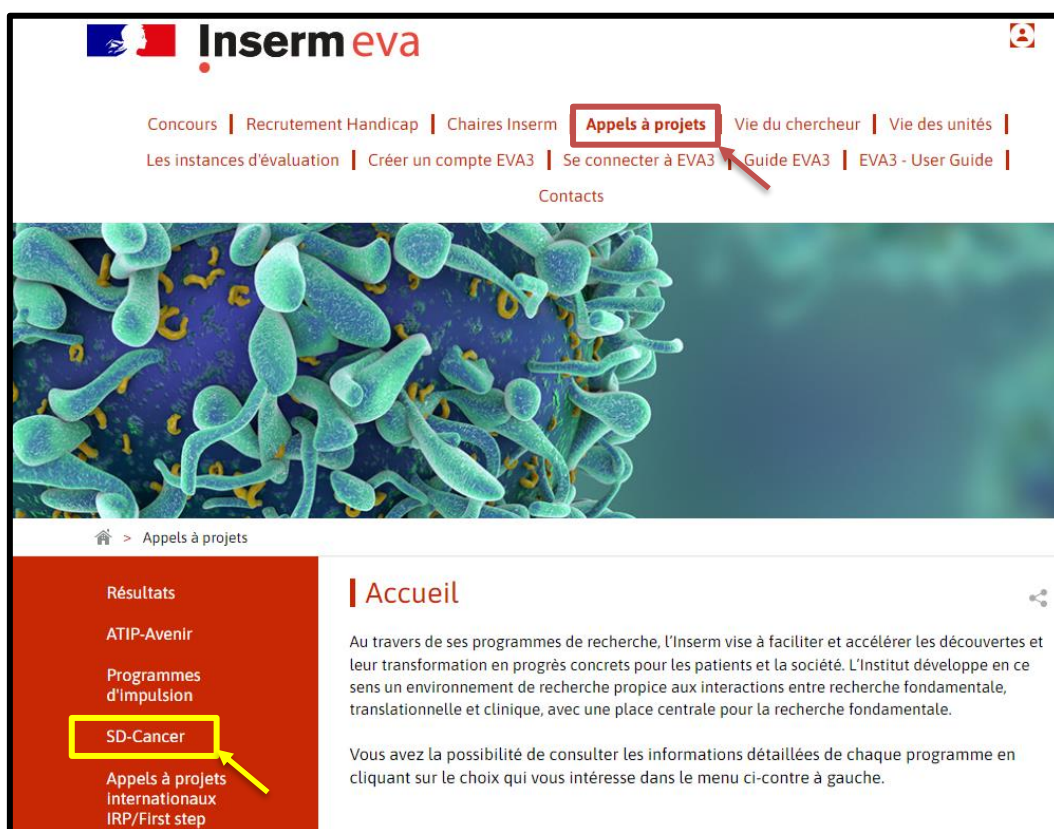 Inserm eva
Concours | Recrutement Handicap | Chaires Inserm | Appels à projets | Vie du chercheur | Vie des unités |
Les instances d'évaluation | Créer un compte EVA3 | Se connecter à EVA3 | Guide EVA3 | EVA3 - User Guide |
Contacts
> Appels à projets
Résultats
ATIP-Avenir
Programmes
d'impulsion
SD-Cancer
Appels à projets
internationaux
IRP/First step
Accueil
Au travers de ses programmes de recherche, l’Inserm vise à faciliter et accélérer les découvertes et
leur transformation en progrès concrets pour les patients et la société. L’Institut développe en ce
sens un environnement de recherche propice aux interactions entre recherche fondamentale,
translationnelle et clinique, avec une place centrale pour la recherche fondamentale.
Vous avez la possibilité de consulter les informations détaillées de chaque programme en
cliquant sur le choix qui vous intéresse dans le menu ci-contre à gauche.